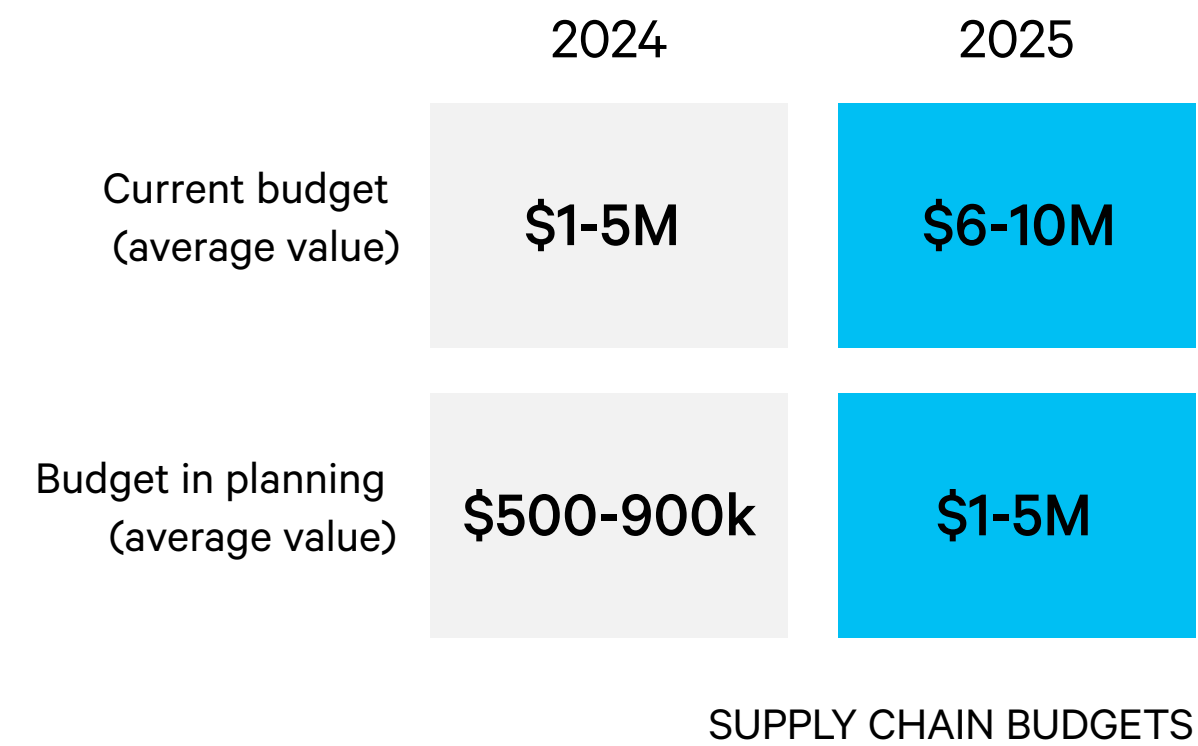 2024 2025
Current budget $1-5M $6-10M
(average value)
Budget in planning $500-900k $1-5M
(average value)
SUPPLY CHAIN BUDGETS